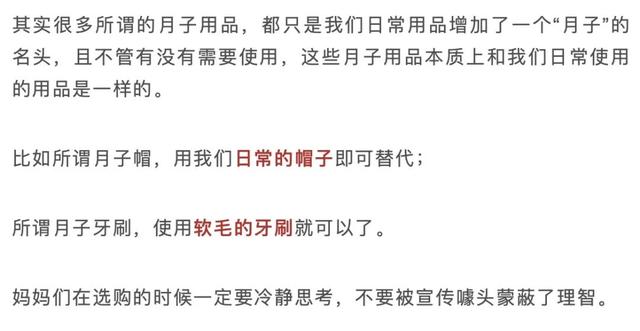 其实很多所谓的月子用品，都只是我们日常用品增加了一个“月子”的
名头，且不管有没有需要使用，这些月子用品本质上和我们日常使用
的用品是一样的。
比如所谓月子帽，用我们日常的帽子即可替代；
所谓月子牙刷，使用软毛的牙刷就可以了。
妈妈们在选购的时候一定要冷静思考，不要被宣传噱头蒙蔽了理智。